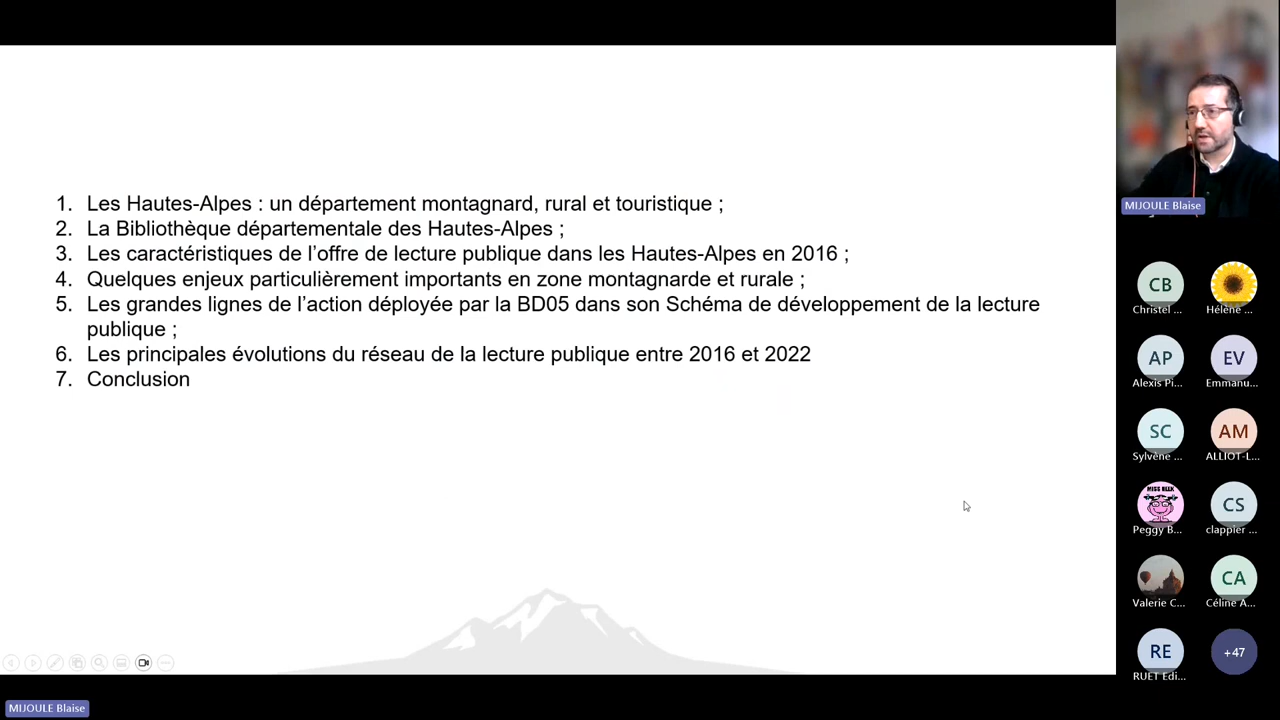 1. Les Hautes-Alpes : un département montagnard, rural et touristique ;
2. La Bibliothèque départementale des Hautes-Alpes ;
3. Les caractéristiques de l’offre de lecture publique dans les Hautes-Alpes en 2016 ;
4. Quelques enjeux particulièrement importants en zone montagnarde et rurale ;
5. Les grandes lignes de l’action déployée par la BD05 dans son Schéma de développement de la lecture
publique ;
6. Les principales évolutions du réseau de la lecture publique entre 2016 et 2022
7. Conclusion
MIJOULE Blaise
MIJOULE Blaise
CB
Christel ...
Hélène ...
AP
Alexis Pi...
EV
Emmanu...
SC
Sylvène ...
AM
ALLIOT-L...
MISS BEEK
Peggy B...
CS
clappier ...
Valerie C...
CA
Céline A...
RE
RUET Edi...
+47